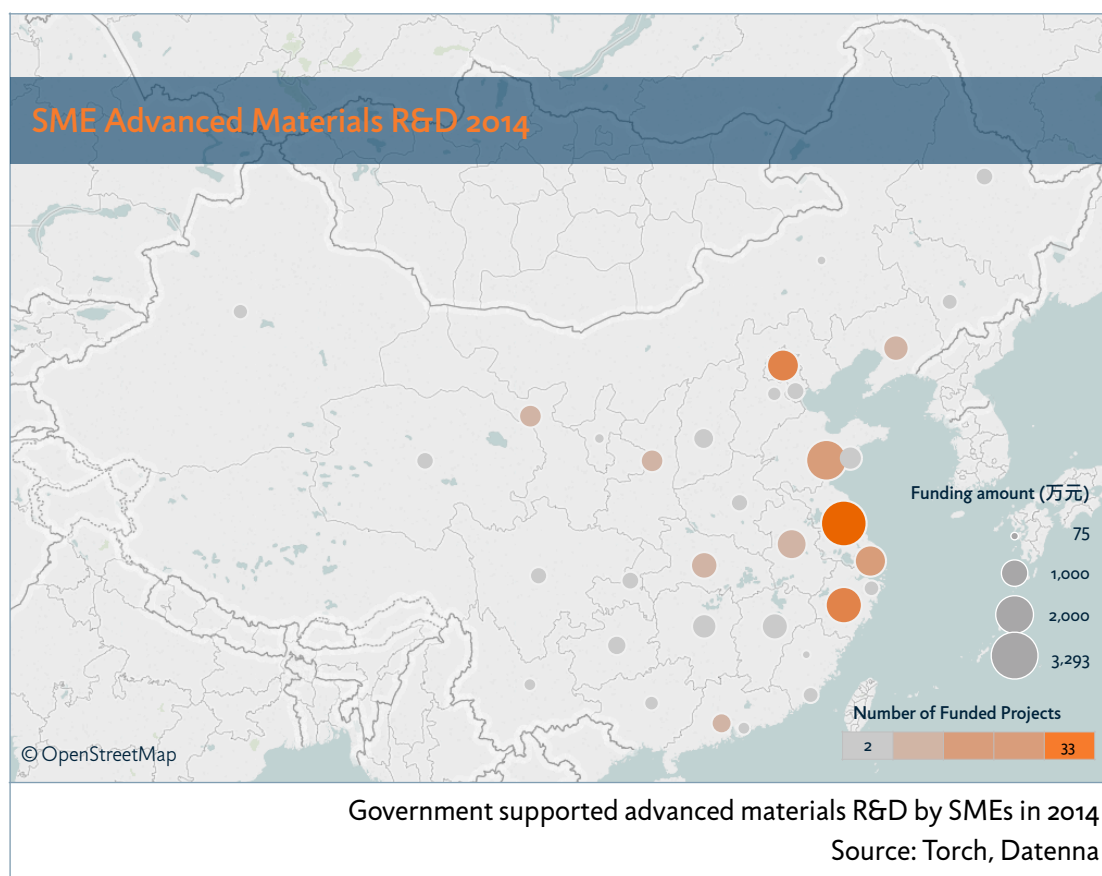 SME Advanced Materials R&D 2014
Funding amount (万元)
75
1,000
2,000
3,293
Number of Funded Projects
2 33
© OpenStreetMap
Government supported advanced materials R&D by SMEs in 2014
Source: Torch, Datenna